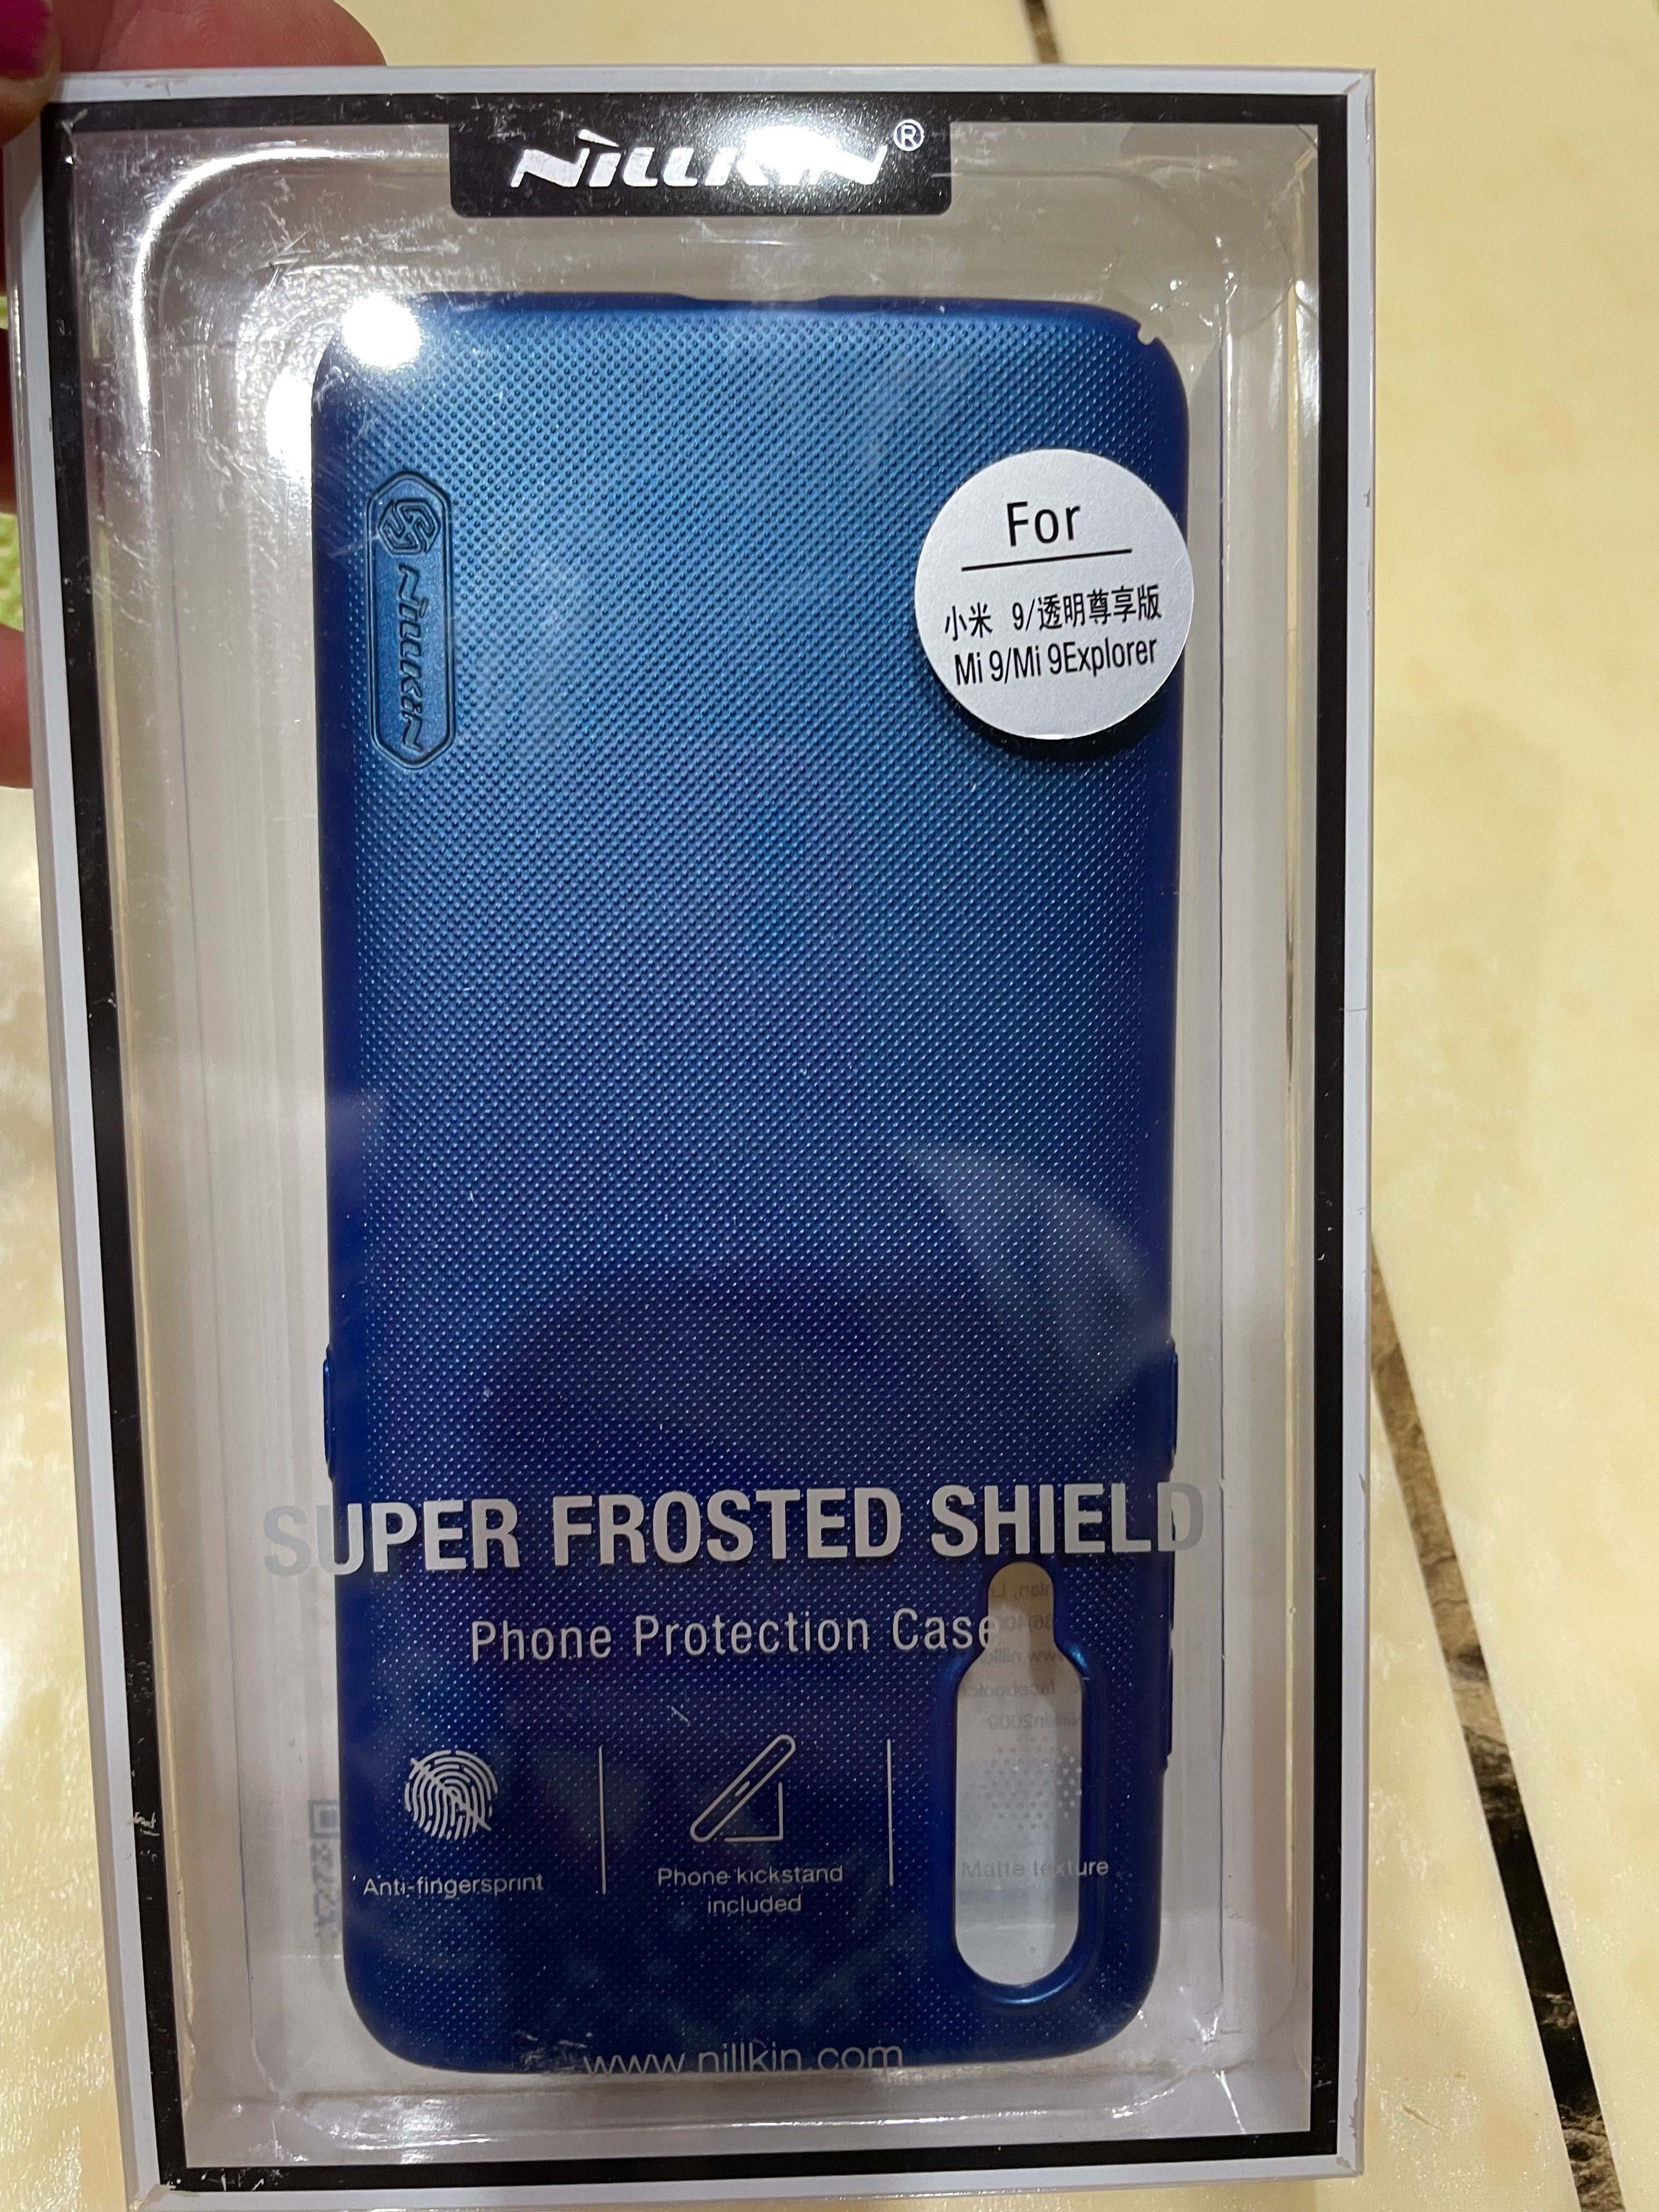 NILLKIN®
For
小米 9/透明尊享版
Mi 9/Mi 9Explorer
NILLKIN
SUPER FROSTED SHIELD
Phone Protection Case
Anti-fingersprint
Phone kickstand
included
Matte texture
www.nillkin.com